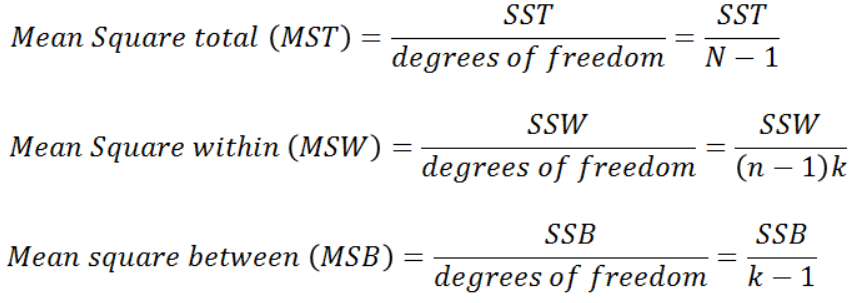 Mean Square total (MST) = SST / degrees of freedom = SST / N − 1
Mean Square within (MSW) = SSW / degrees of freedom = SSW / (n − 1)k
Mean square between (MSB) = SSB / degrees of freedom = SSB / k − 1